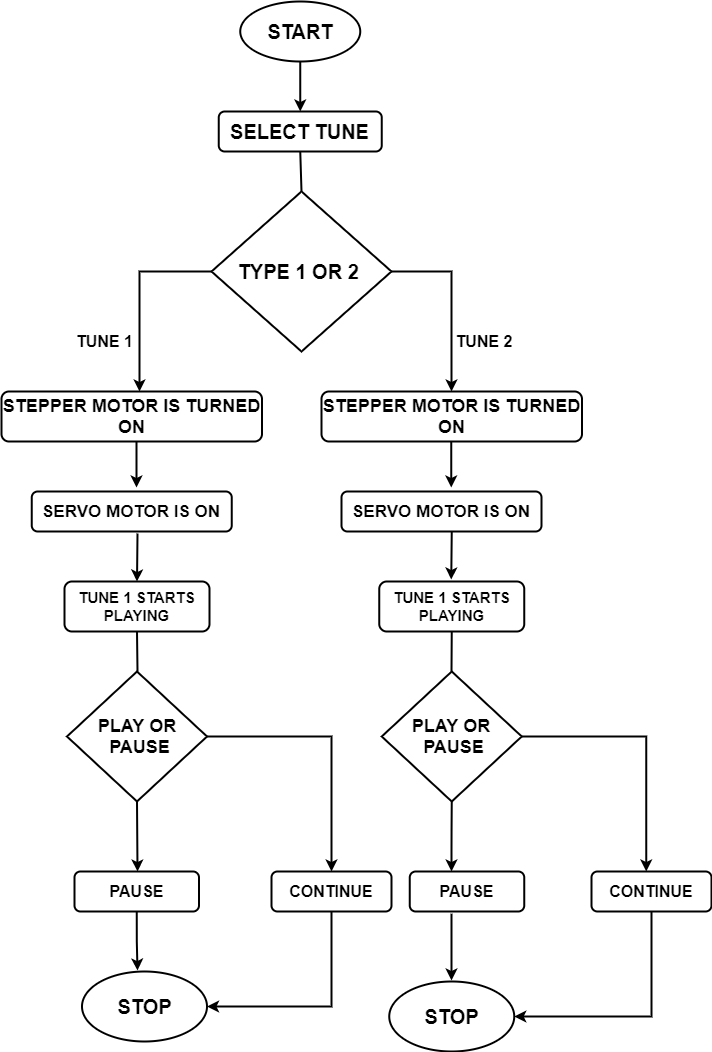 START
SELECT TUNE
TYPE 1 OR 2
TUNE 1
TUNE 2
STEPPER MOTOR IS TURNED
ON
STEPPER MOTOR IS TURNED
ON
SERVO MOTOR IS ON
SERVO MOTOR IS ON
TUNE 1 STARTS
PLAYING
TUNE 1 STARTS
PLAYING
PLAY OR
PAUSE
PLAY OR
PAUSE
PAUSE
CONTINUE
PAUSE
CONTINUE
STOP
STOP